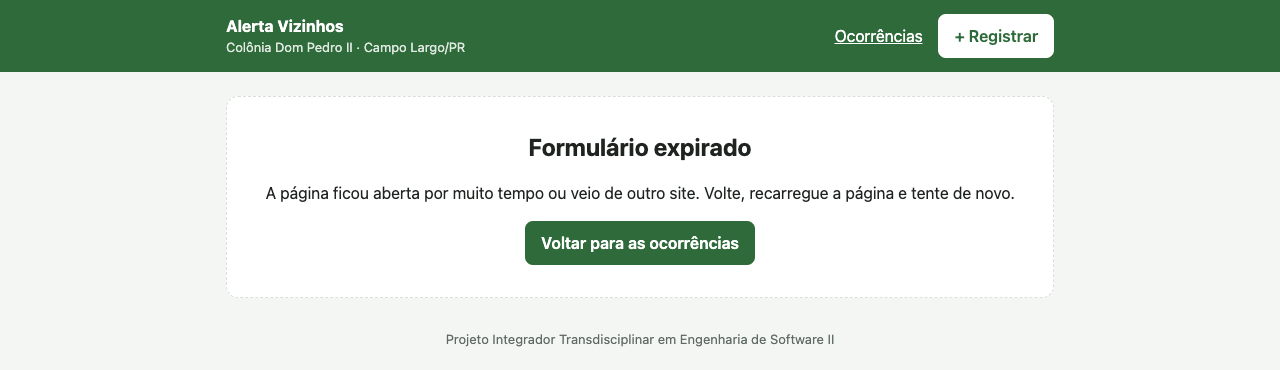 Alerta Vizinhos
Colônia Dom Pedro II · Campo Largo/PR
Ocorrências
+ Registrar
Formulário expirado
A página ficou aberta por muito tempo ou veio de outro site. Volte, recarregue a página e tente de novo.
Voltar para as ocorrências
Projeto Integrador Transdisciplinar em Engenharia de Software II